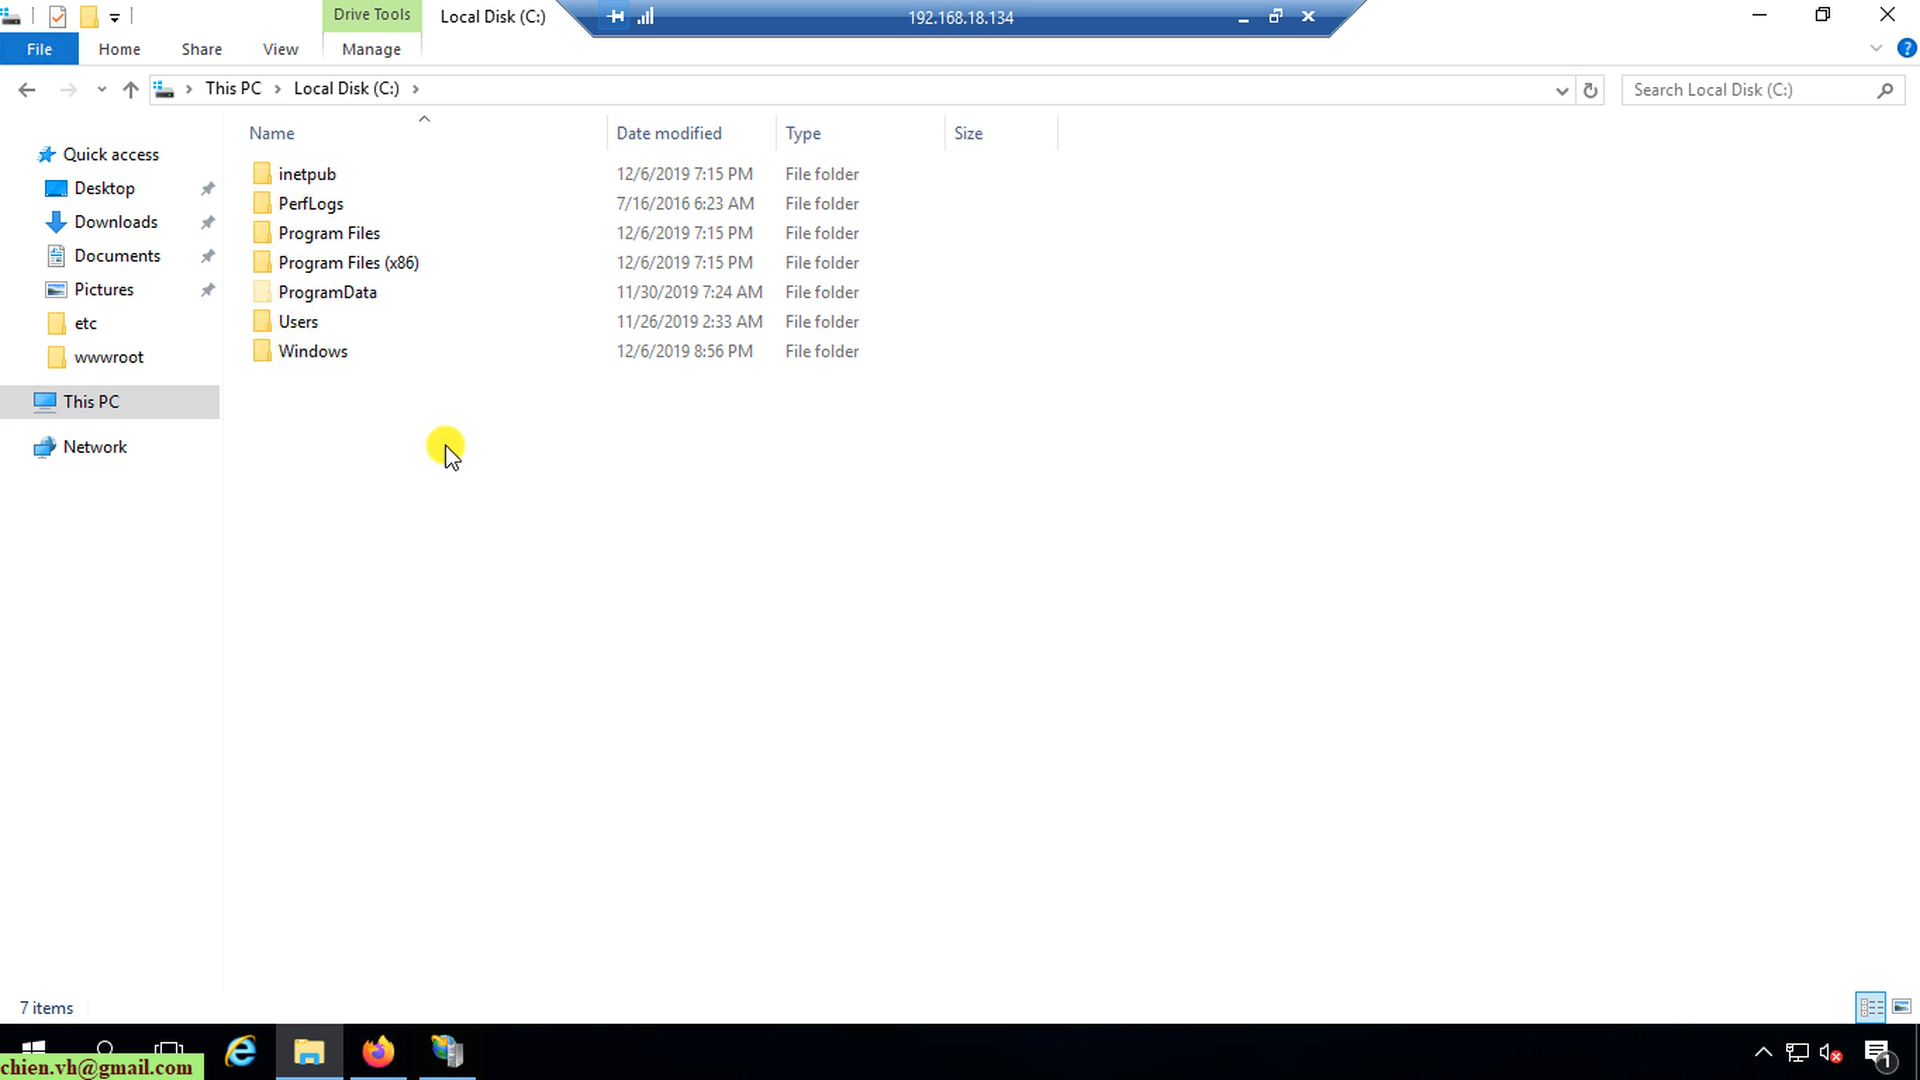 Drive Tools
Local Disk (C:)
192.168.18.134
File
Home
Share
View
Manage
This PC
Local Disk (C:)
Search Local Disk (C:)
Name
Date modified
Type
Size
Quick access
Desktop
Downloads
Documents
Pictures
etc
wwwroot
This PC
Network
inetpub 12/6/2019 7:15 PM File folder
PerfLogs 7/16/2016 6:23 AM File folder
Program Files 12/6/2019 7:15 PM File folder
Program Files (x86) 12/6/2019 7:15 PM File folder
ProgramData 11/30/2019 7:24 AM File folder
Users 11/26/2019 2:33 AM File folder
Windows 12/6/2019 8:56 PM File folder
7 items
chien.vh@gmail.com
1